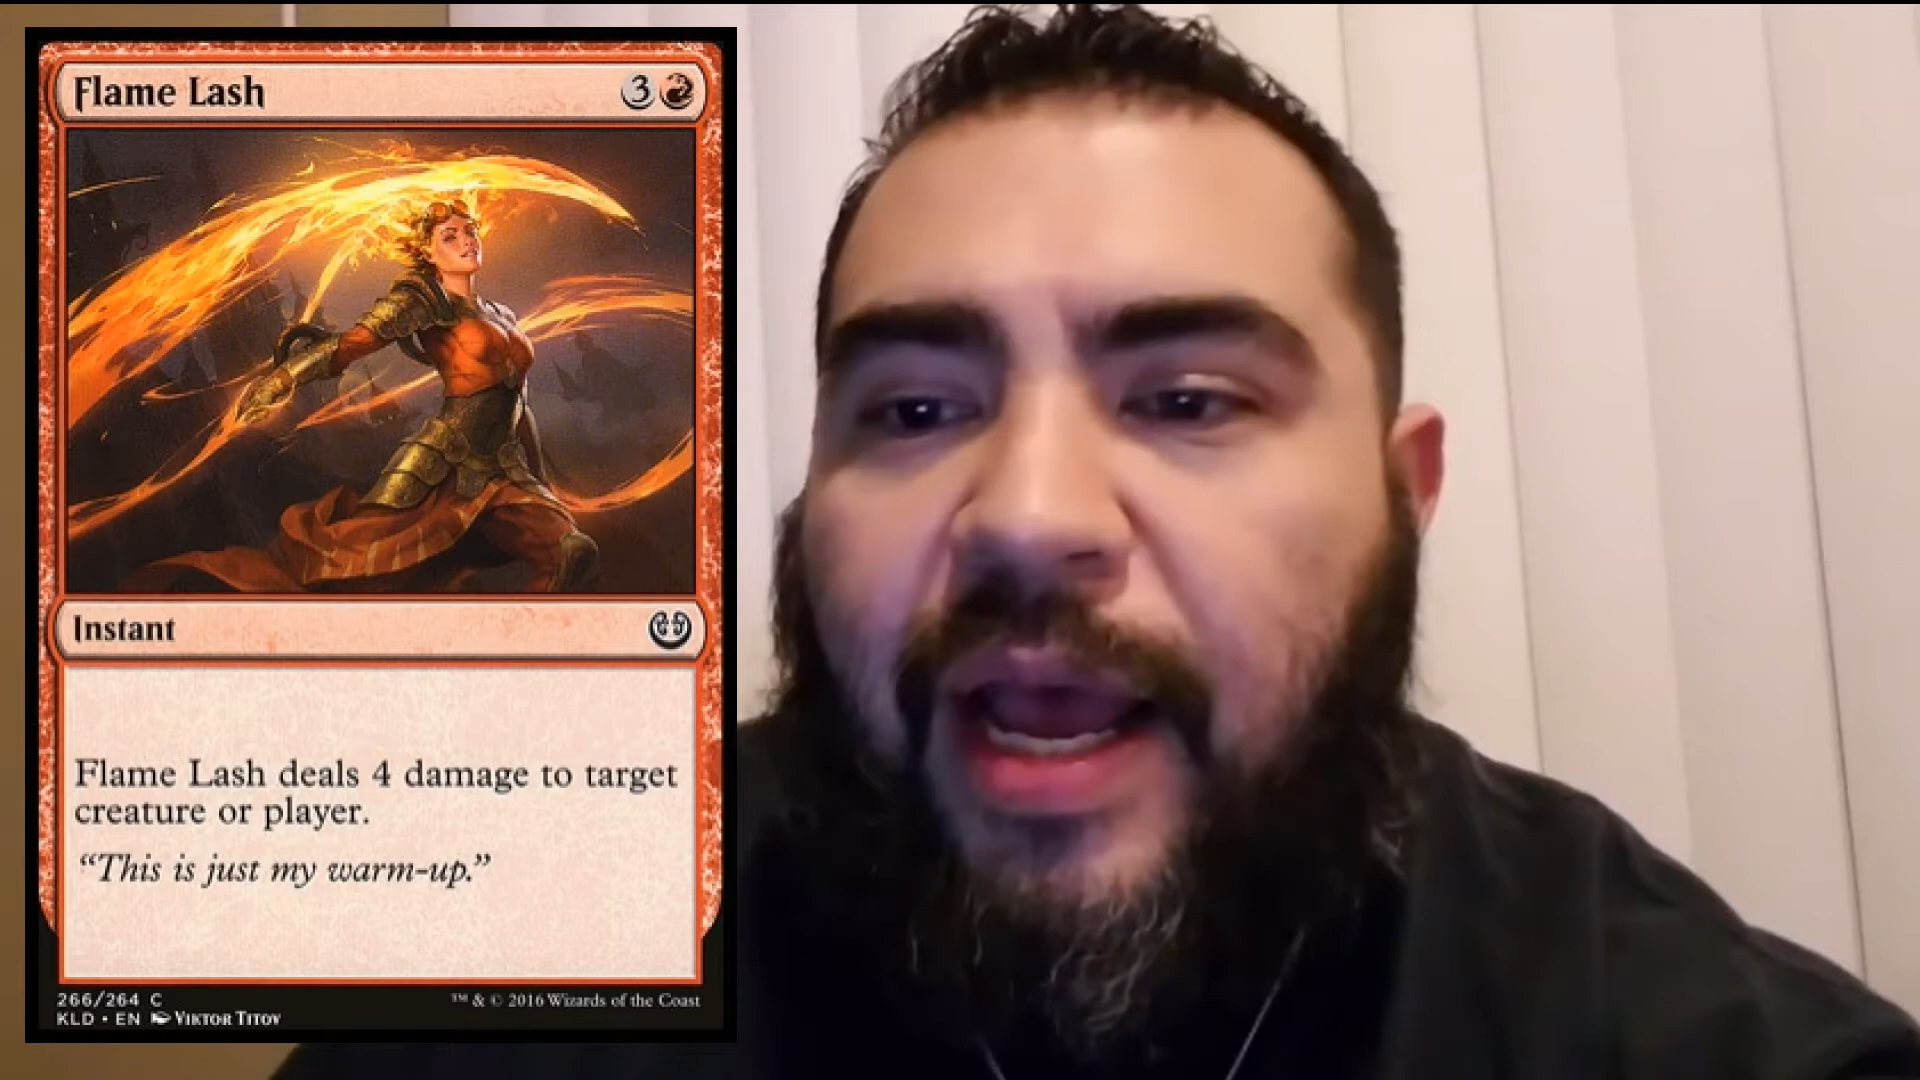 Flame Lash 3
Instant
Flame Lash deals 4 damage to target
creature or player.
“This is just my warm-up.”
266/264 C
™ & © 2016 Wizards of the Coast
KLD • EN Viktor Titov